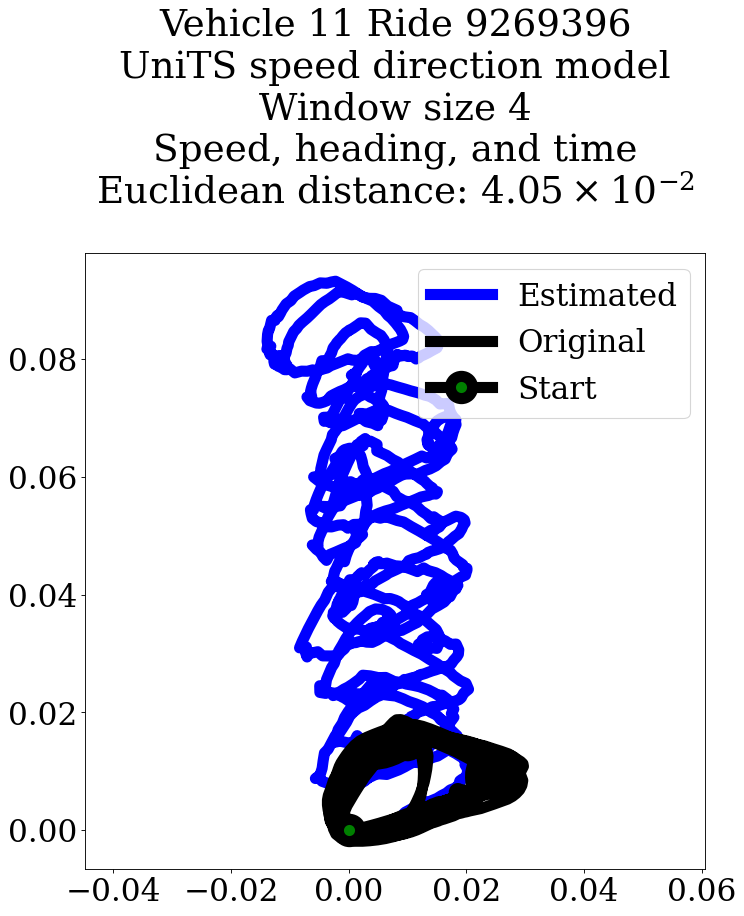 Vehicle 11 Ride 9269396
UniTS speed direction model
Window size 4
Speed, heading, and time
Euclidean distance: 4.05 × 10⁻²
Estimated
Original
Start
0.08
0.06
0.04
0.02
0.00
−0.04 −0.02 0.00 0.02 0.04 0.06